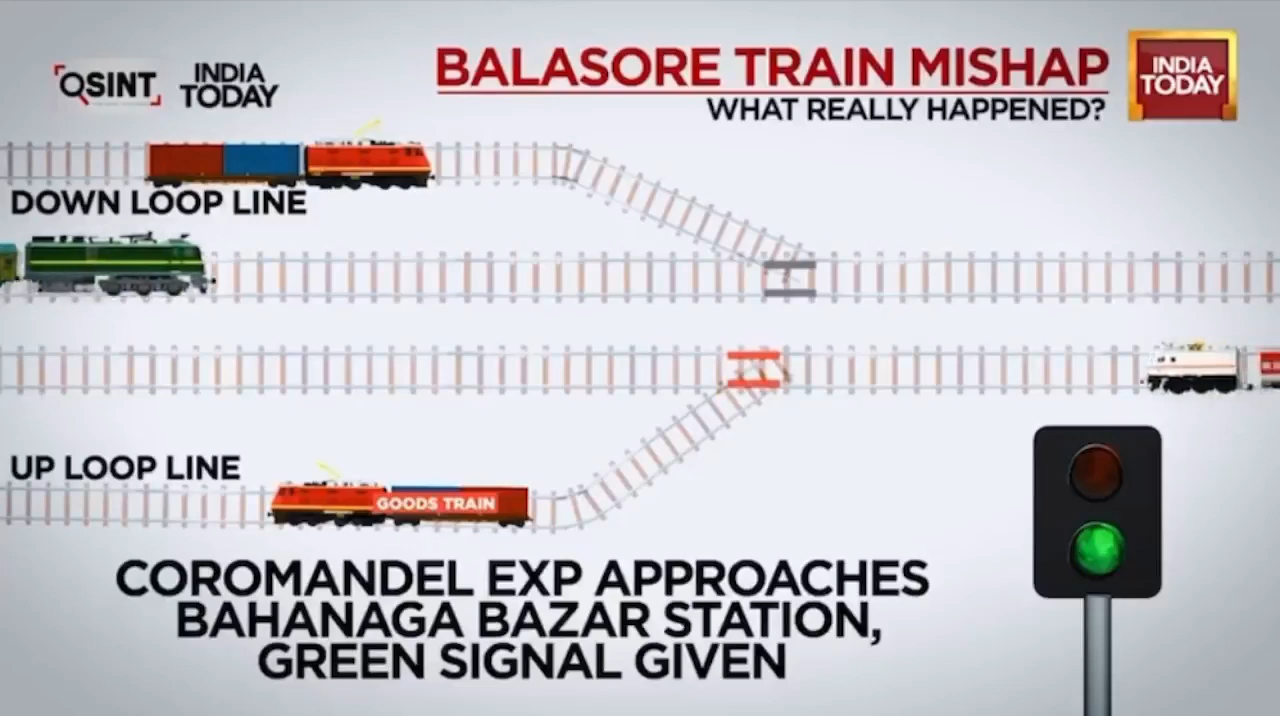 OSINT
INDIA
TODAY
BALASORE TRAIN MISHAP
WHAT REALLY HAPPENED?
INDIA
TODAY
DOWN LOOP LINE
UP LOOP LINE
GOODS TRAIN
COROMANDEL EXP APPROACHES
BAHANAGA BAZAR STATION,
GREEN SIGNAL GIVEN